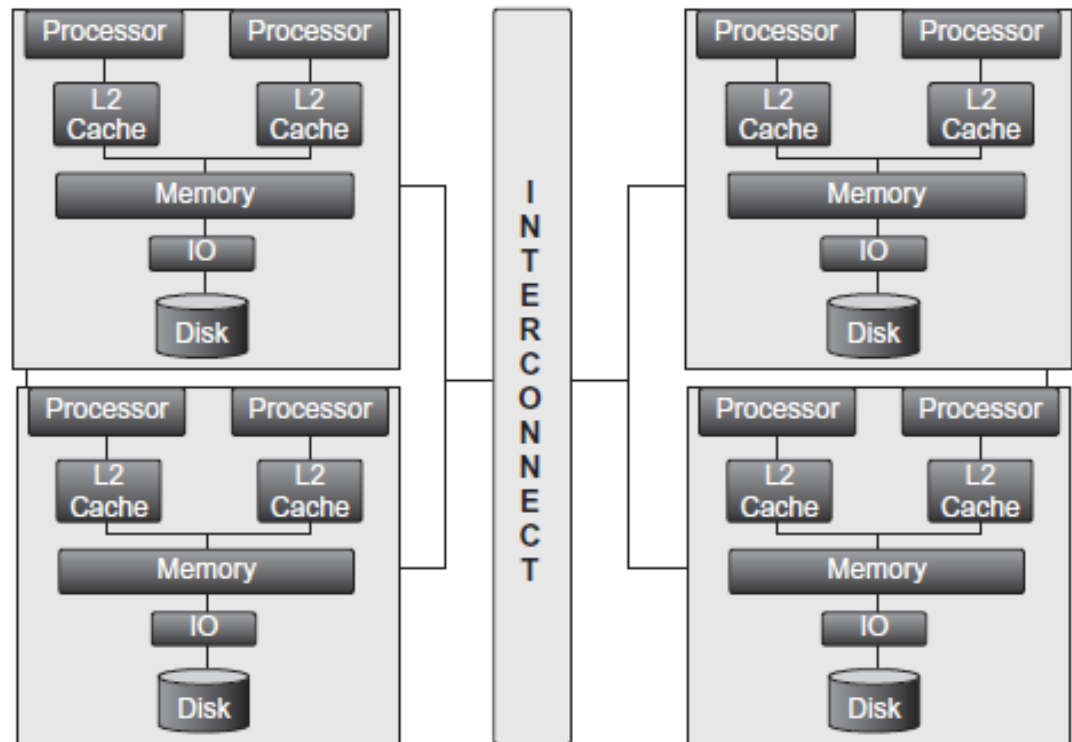 Processor
Processor
L2
Cache
L2
Cache
Memory
IO
Disk
Processor
Processor
L2
Cache
L2
Cache
Memory
IO
Disk
I
N
T
E
R
C
O
N
N
E
C
T
Processor
Processor
L2
Cache
L2
Cache
Memory
IO
Disk
Processor
Processor
L2
Cache
L2
Cache
Memory
IO
Disk